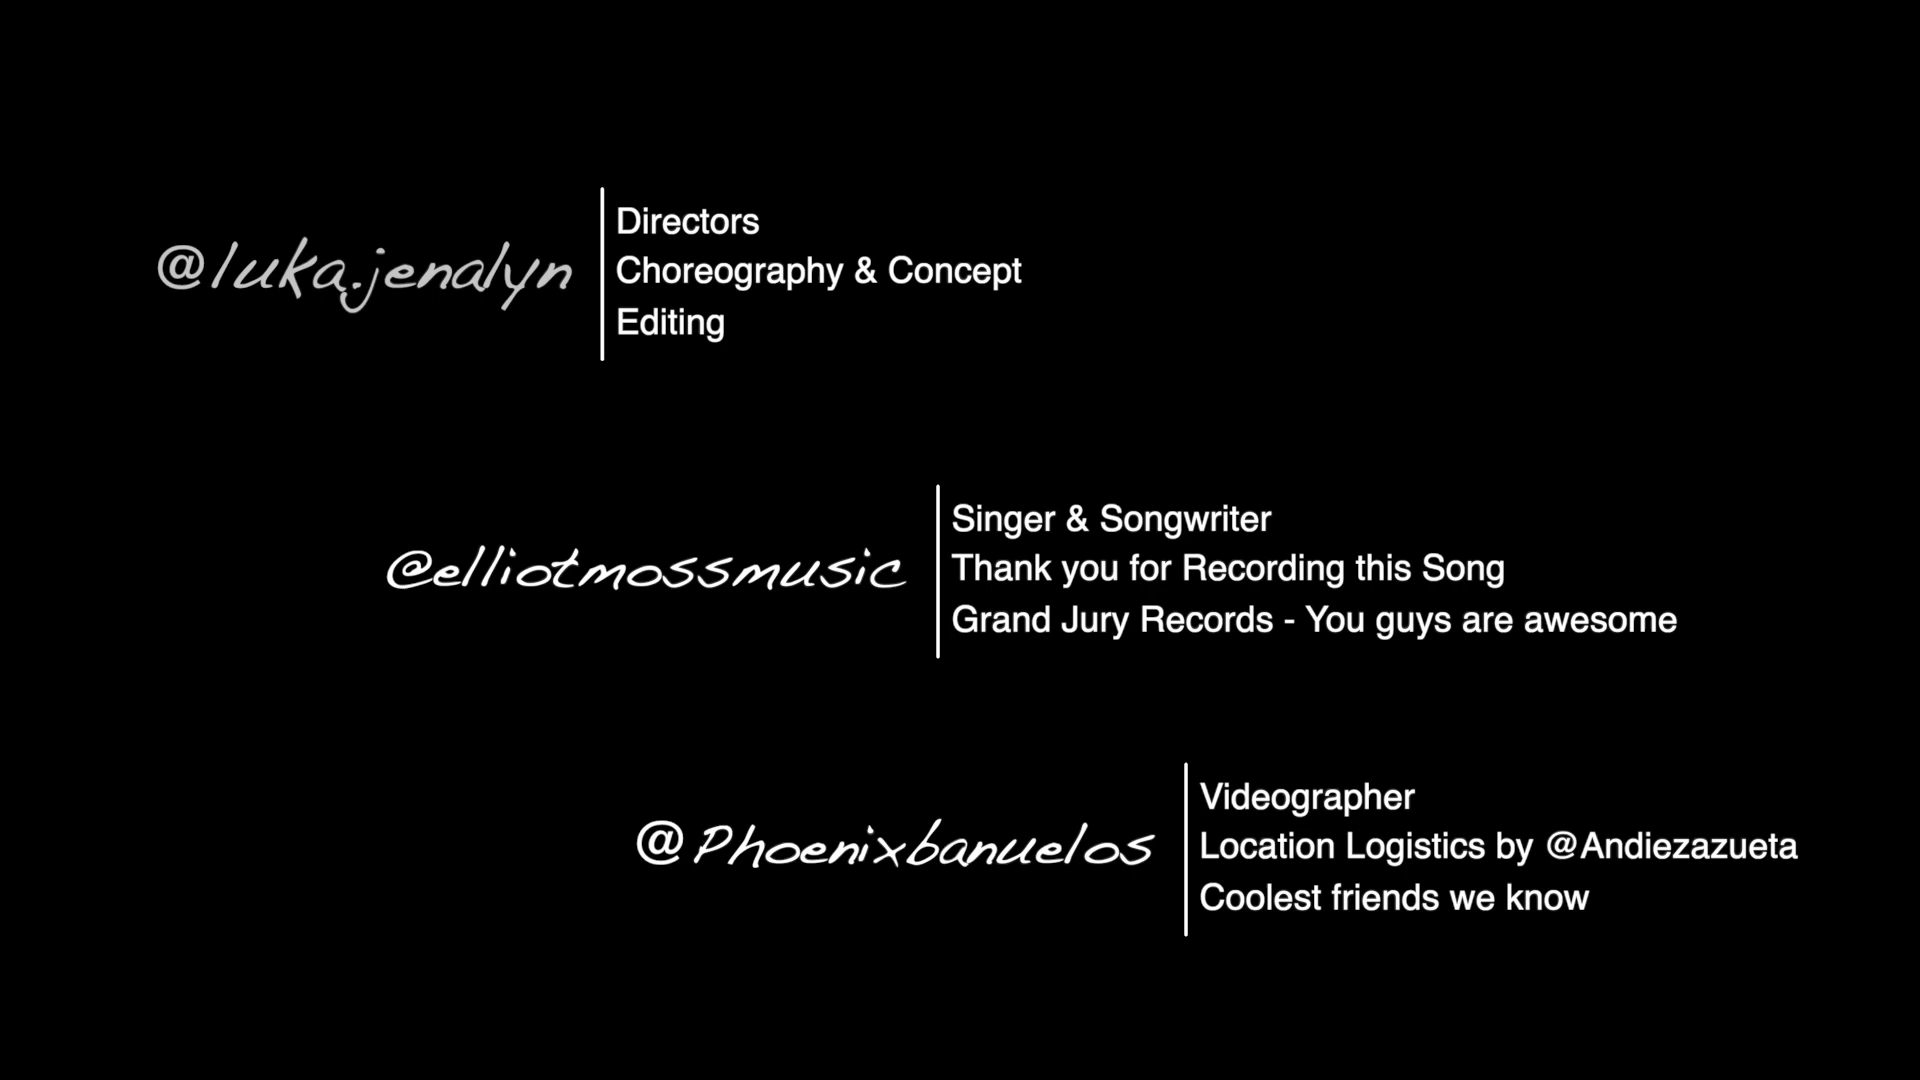 @luka.jenalyn
Directors
Choreography & Concept
Editing
@elliotmossmusic
Singer & Songwriter
Thank you for Recording this Song
Grand Jury Records - You guys are awesome
@Phoenixbanuelos
Videographer
Location Logistics by @Andiezazueta
Coolest friends we know